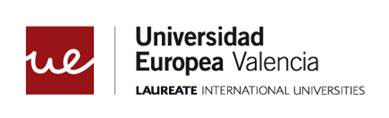 ue
Universidad
Europea Valencia
LAUREATE INTERNATIONAL UNIVERSITIES